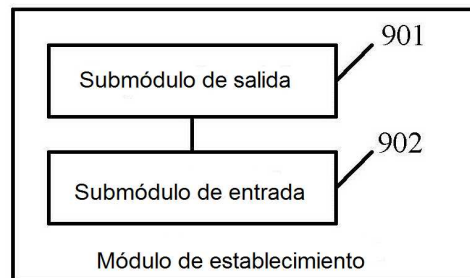 901
Submódulo de salida
902
Submódulo de entrada
Módulo de establecimiento